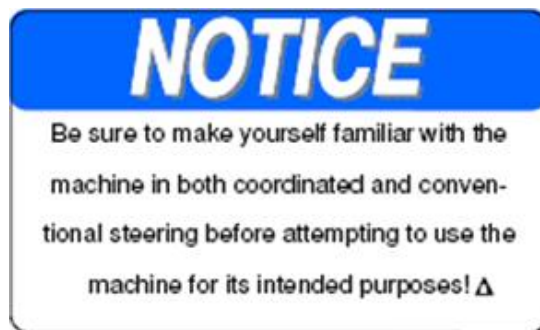 NOTICE
Be sure to make yourself familiar with the
machine in both coordinated and conven-
tional steering before attempting to use the
machine for its intended purposes! Δ